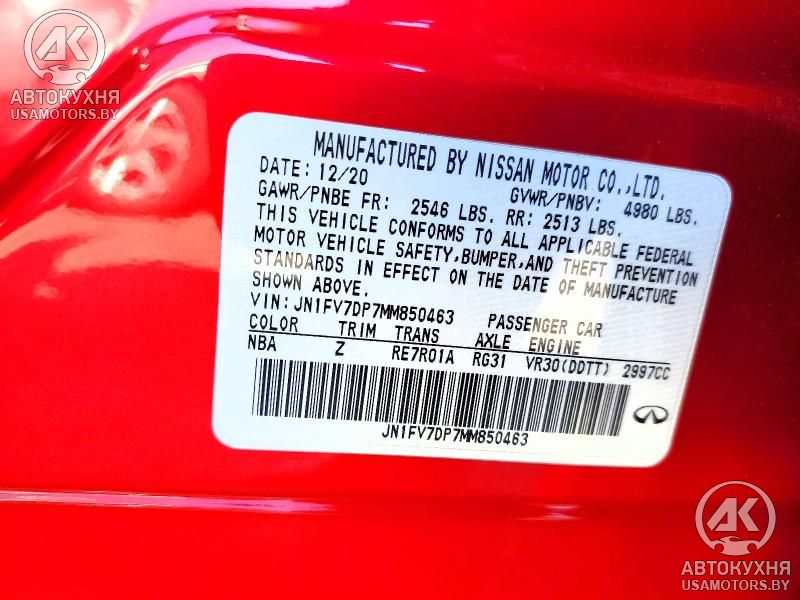 AK
АВТОКУХНЯ
USAMOTORS.BY
MANUFACTURED BY NISSAN MOTOR CO.,LTD.
DATE: 12/20 GVWR/PNBV: 4980 LBS.
GAWR/PNBE FR: 2546 LBS. RR: 2513 LBS.
THIS VEHICLE CONFORMS TO ALL APPLICABLE FEDERAL
MOTOR VEHICLE SAFETY,BUMPER,AND THEFT PREVENTION
STANDARDS IN EFFECT ON THE DATE OF MANUFACTURE
SHOWN ABOVE.
VIN:JN1FV7DP7MM850463 PASSENGER CAR
COLOR TRIM TRANS AXLE ENGINE
NBA Z RE7R01A RG31 VR30(DDTT) 2997CC
JN1FV7DP7MM850463
AK
АВТОКУХНЯ
USAMOTORS.BY